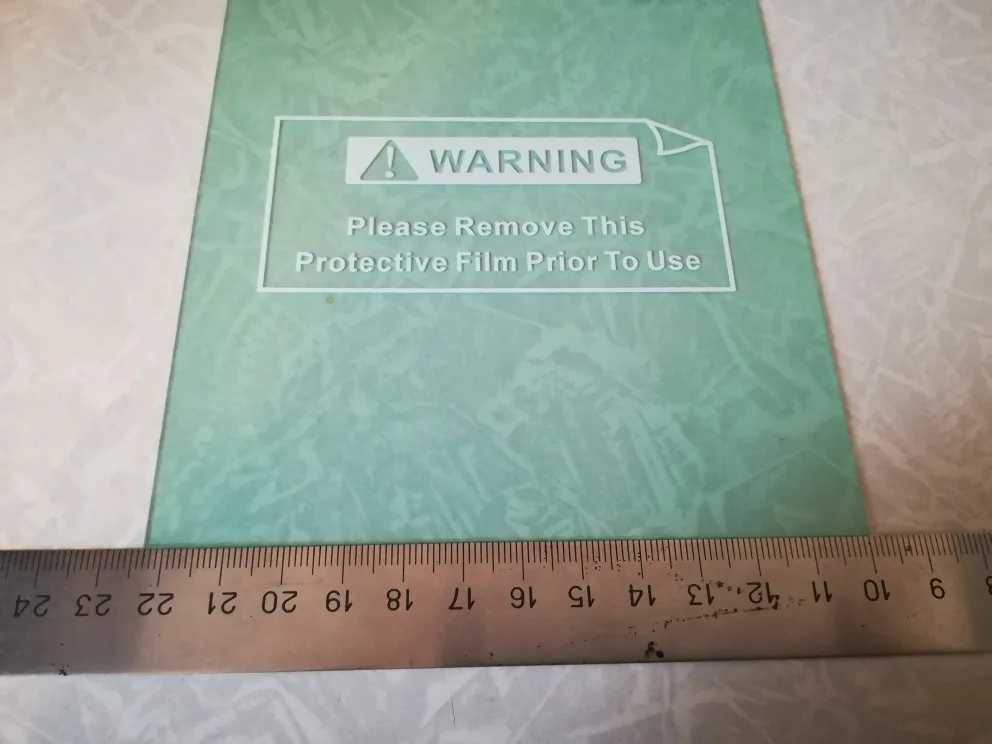 WARNING
Please Remove This
Protective Film Prior To Use
24 23 22 21 20 19 18 17 16 15 14 13 12 11 10 9 8